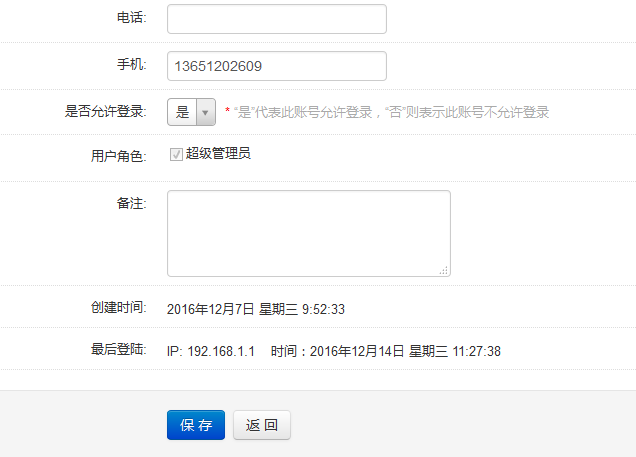 电话:
手机: 13651202609
是否允许登录: 是 * “是”代表此账号允许登录，“否”则表示此账号不允许登录
用户角色: 超级管理员
备注:
创建时间: 2016年12月7日 星期三 9:52:33
最后登陆: IP: 192.168.1.1 时间：2016年12月14日 星期三 11:27:38
保 存 返 回